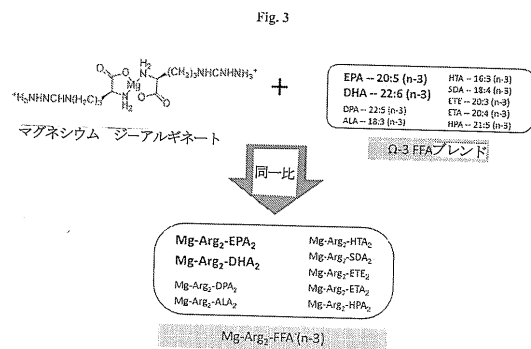 Fig. 3
(CH₂)₃NHCNHNH₃⁺
⁺H₃NHNCHN(H₂C)₃
マグネシウム ジーアルギネート
+
EPA -- 20:5 (n-3)
DHA -- 22:6 (n-3)
DPA -- 22:5 (n-3)
ALA -- 18:3 (n-3)
HTA -- 16:3 (n-3)
SDA -- 18:4 (n-3)
ETE -- 20:3 (n-3)
ETA -- 20:4 (n-3)
HPA -- 21:5 (n-3)
Ω-3 FFAブレンド
同一比
Mg-Arg₂-EPA₂
Mg-Arg₂-DHA₂
Mg-Arg₂-DPA₂
Mg-Arg₂-ALA₂
Mg-Arg₂-HTA₂
Mg-Arg₂-SDA₂
Mg-Arg₂-ETE₂
Mg-Arg₂-ETA₂
Mg-Arg₂-HPA₂
Mg-Arg₂-FFA (n-3)